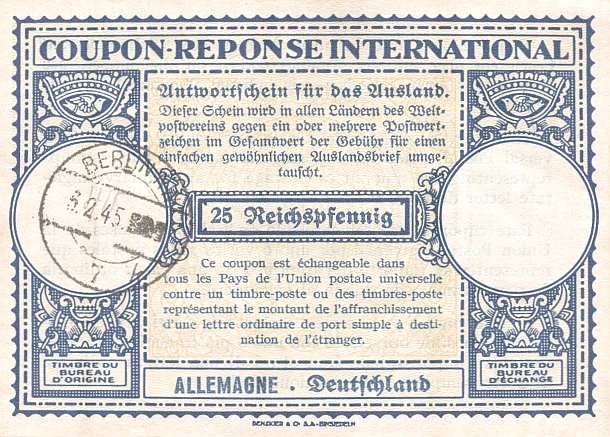 COUPON-REPONSE INTERNATIONAL
Antwortschein für das Ausland.
Dieser Schein wird in allen Ländern des Welt-
postvereins gegen ein oder mehrere Postwert-
zeichen im Gesamtwert der Gebühr für einen
einfachen gewöhnlichen Auslandsbrief umge-
tauscht.
BERLIN
3.2.45
25 Reichspfennig
Ce coupon est échangeable dans
tous les Pays de l'Union postale universelle
contre un timbre-poste ou des timbres-poste
représentant le montant de l'affranchissement
d'une lettre ordinaire de port simple à desti-
nation de l'étranger.
TIMBRE DU
BUREAU
D'ORIGINE
ALLEMAGNE . Deutschland
TIMBRE DU
BUREAU
D'ÉCHANGE
BENZIGER & Co S.A. - EINSIEDELN